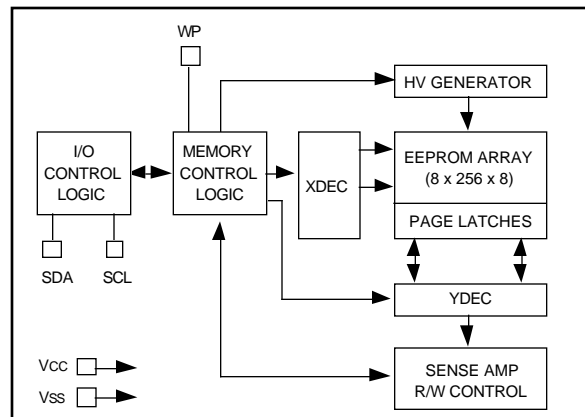 WP
HV GENERATOR
I/O
CONTROL
LOGIC
MEMORY
CONTROL
LOGIC
XDEC
EEPROM ARRAY
(8 x 256 x 8)
PAGE LATCHES
SDA
SCL
YDEC
VCC
VSS
SENSE AMP
R/W CONTROL